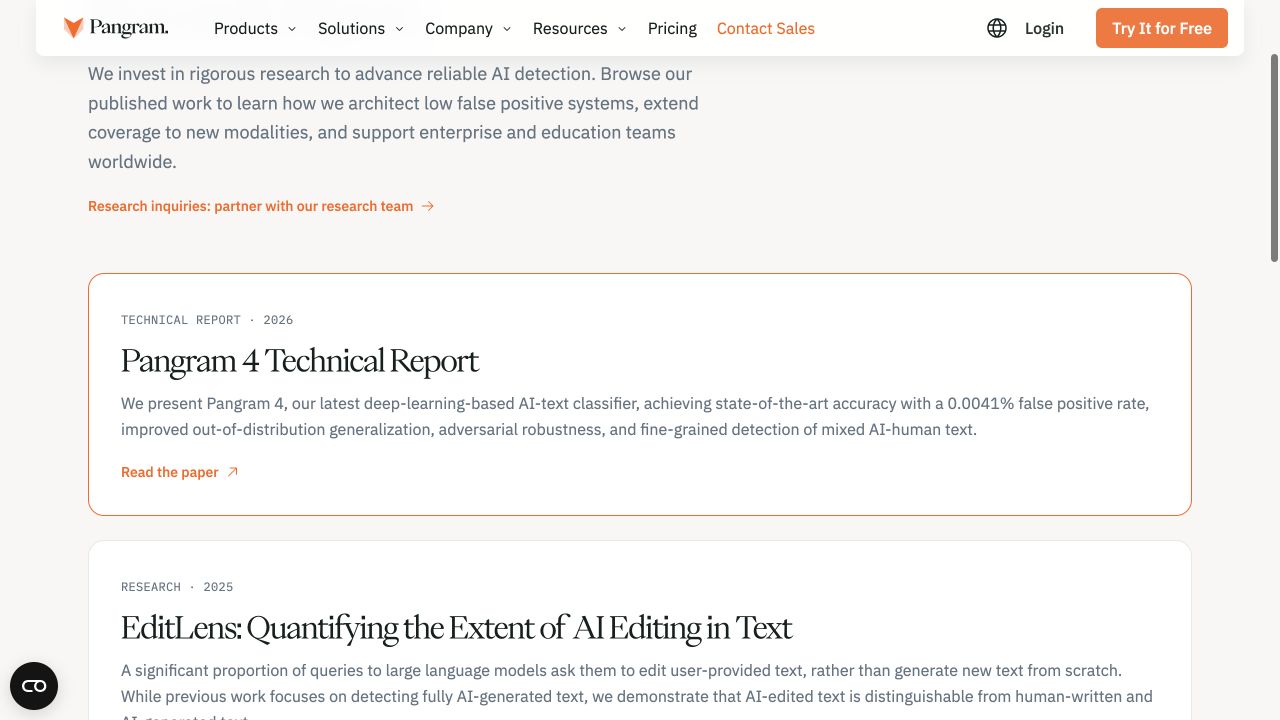 Pangram.
Products
Solutions
Company
Resources
Pricing
Contact Sales
Login
Try It for Free
We invest in rigorous research to advance reliable AI detection. Browse our
published work to learn how we architect low false positive systems, extend
coverage to new modalities, and support enterprise and education teams
worldwide.
Research inquiries: partner with our research team →
TECHNICAL REPORT · 2026
Pangram 4 Technical Report
We present Pangram 4, our latest deep-learning-based AI-text classifier, achieving state-of-the-art accuracy with a 0.0041% false positive rate,
improved out-of-distribution generalization, adversarial robustness, and fine-grained detection of mixed AI-human text.
Read the paper ↗
RESEARCH · 2025
EditLens: Quantifying the Extent of AI Editing in Text
A significant proportion of queries to large language models ask them to edit user-provided text, rather than generate new text from scratch.
While previous work focuses on detecting fully AI-generated text, we demonstrate that AI-edited text is distinguishable from human-written and
AI-generated text.